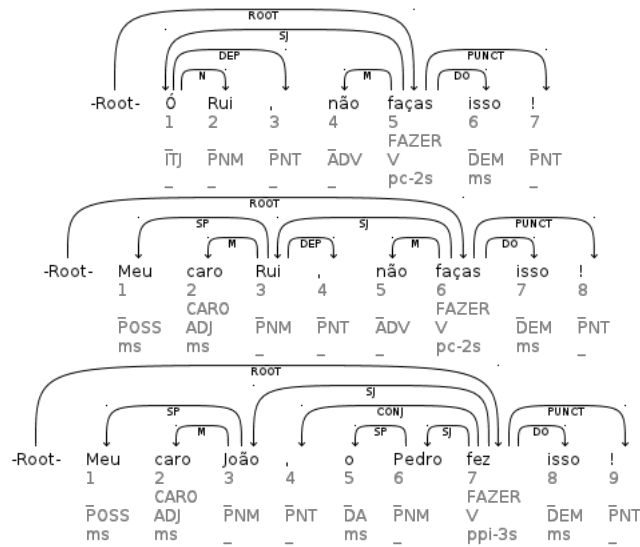 ROOT
SJ
DEP PUNCT
N M DO
-Root- Ó Rui , não faças isso !
1 2 3 4 5 6 7
_ _ _ _ FAZER _ _
ITJ PNM PNT ADV V DEM PNT
_ _ _ _ pc-2s ms _
ROOT
SP SJ PUNCT
M DEP M DO
-Root- Meu caro Rui , não faças isso !
1 2 3 4 5 6 7 8
_ CARO _ _ _ FAZER _ _
POSS ADJ PNM PNT ADV V DEM PNT
ms ms _ _ _ pc-2s ms _
ROOT
SJ
SP CONJ PUNCT
M SP SJ DO
-Root- Meu caro João , o Pedro fez isso !
1 2 3 4 5 6 7 8 9
_ CARO _ _ _ _ FAZER _ _
POSS ADJ PNM PNT DA PNM V DEM PNT
ms ms _ _ ms _ ppi-3s ms _